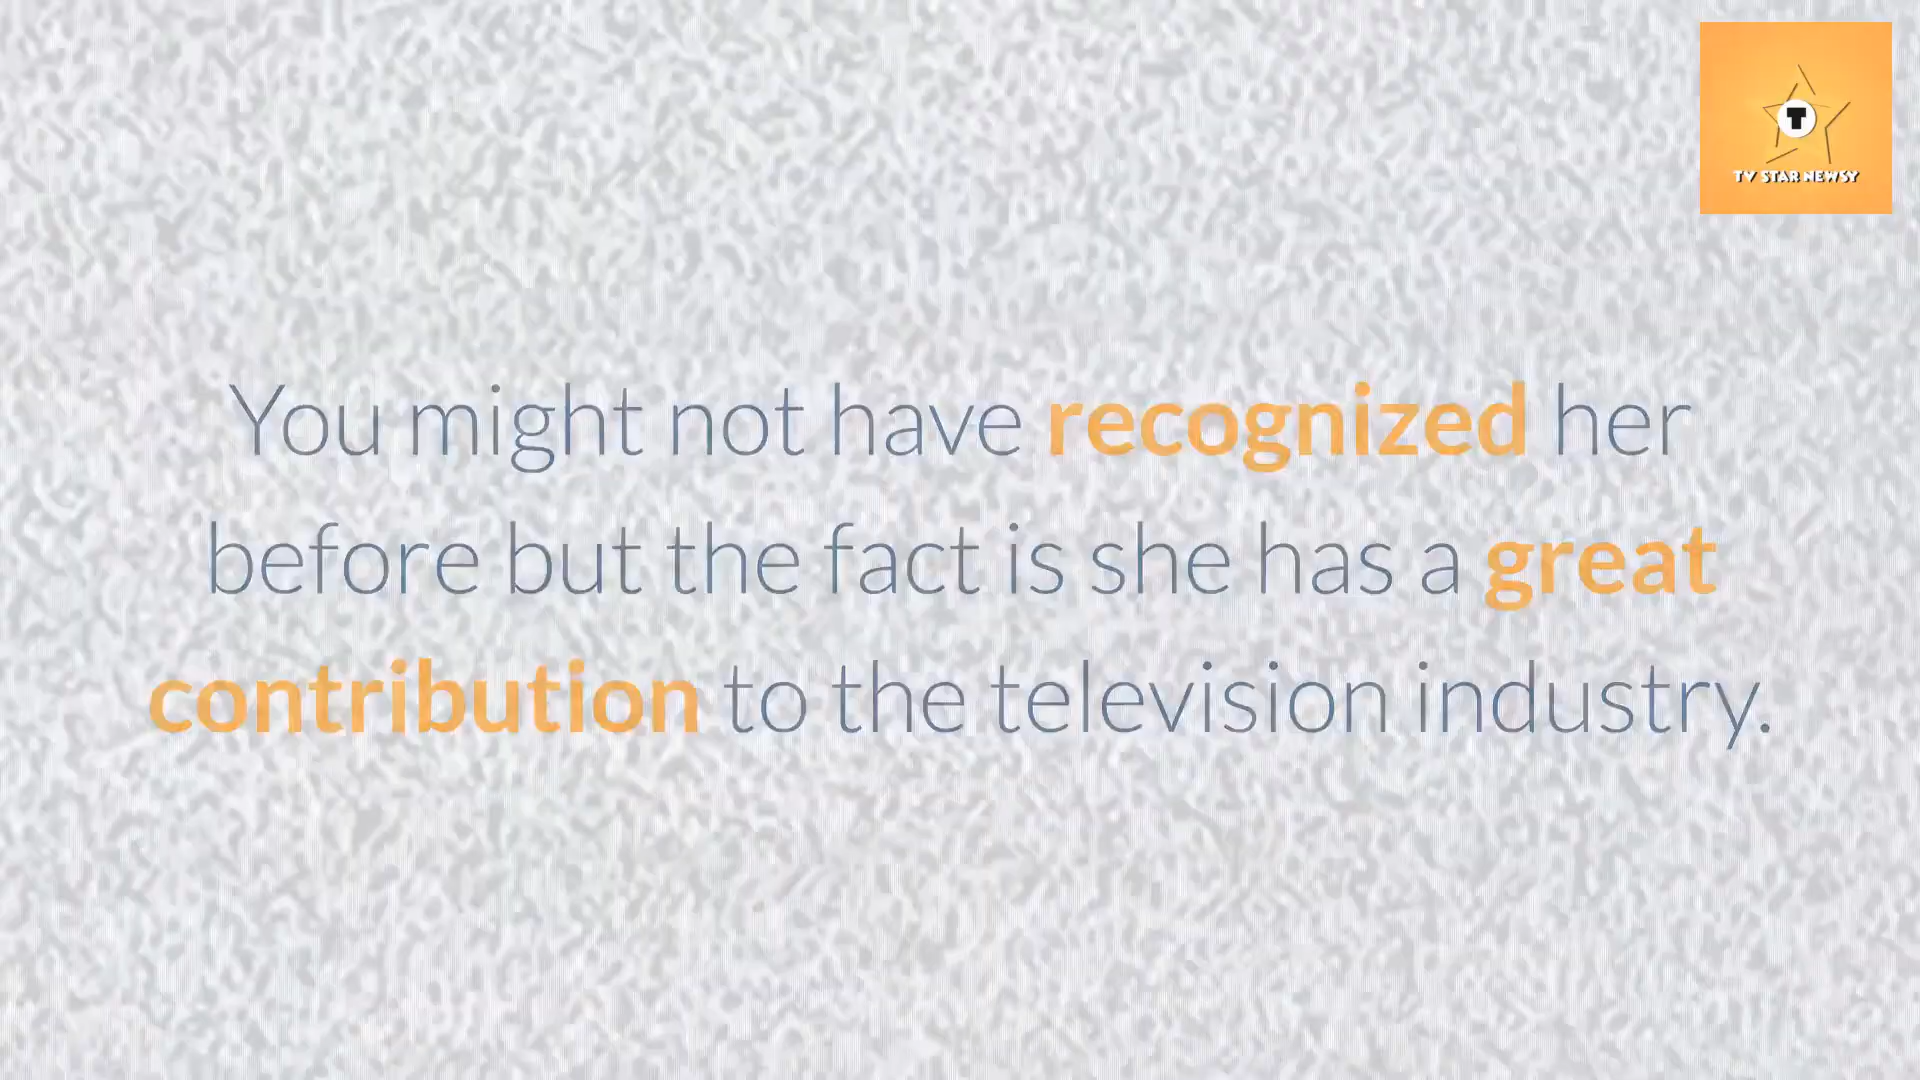 T
TV STAR NEWSY
You might not have recognized her
before but the fact is she has a great
contribution to the television industry.